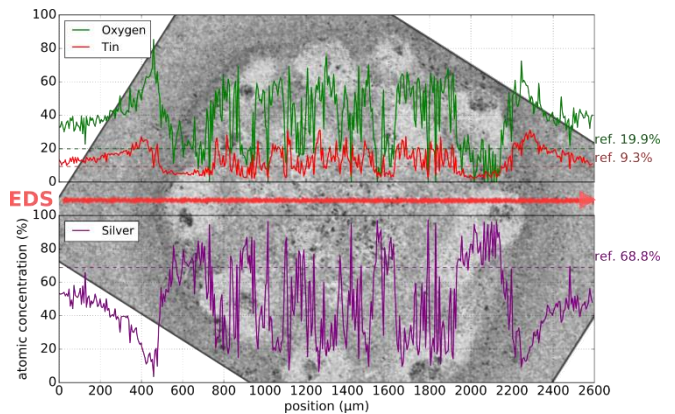 100
Oxygen
Tin
80
60
40
20
0
ref. 19.9%
ref. 9.3%
EDS
100
Silver
80
60
40
20
0
ref. 68.8%
atomic concentration (%)
0 200 400 600 800 1000 1200 1400 1600 1800 2000 2200 2400 2600
position (µm)